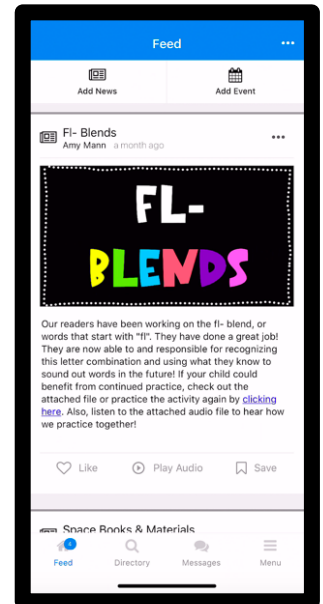 Feed
Add News
Add Event
Fl- Blends
Amy Mann a month ago
FL-
BLENDS
Our readers have been working on the fl- blend, or
words that start with "fl". They have done a great job!
They are now able to and responsible for recognizing
this letter combination and using what they know to
sound out words in the future! If your child could
benefit from continued practice, check out the
attached file or practice the activity again by clicking
here. Also, listen to the attached audio file to hear how
we practice together!
Like
Play Audio
Save
Space Books & Materials
Feed
Directory
Messages
Menu